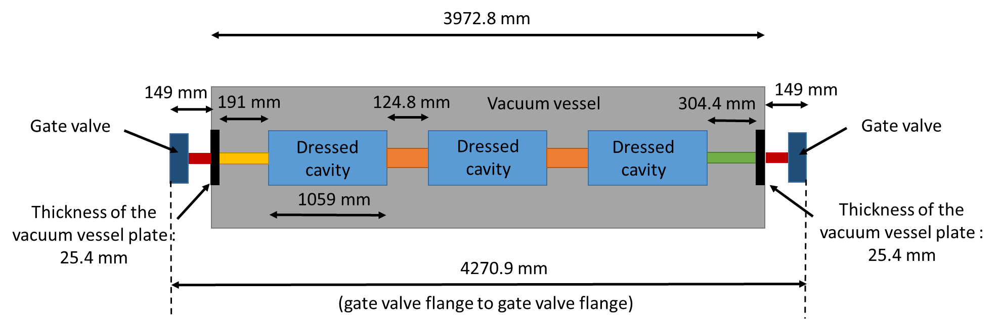 3972.8 mm
149 mm
191 mm
124.8 mm
Vacuum vessel
304.4 mm
149 mm
Gate valve
Gate valve
Dressed
cavity
Dressed
cavity
Dressed
cavity
1059 mm
Thickness of the
vacuum vessel plate :
25.4 mm
Thickness of the
vacuum vessel plate :
25.4 mm
4270.9 mm
(gate valve flange to gate valve flange)